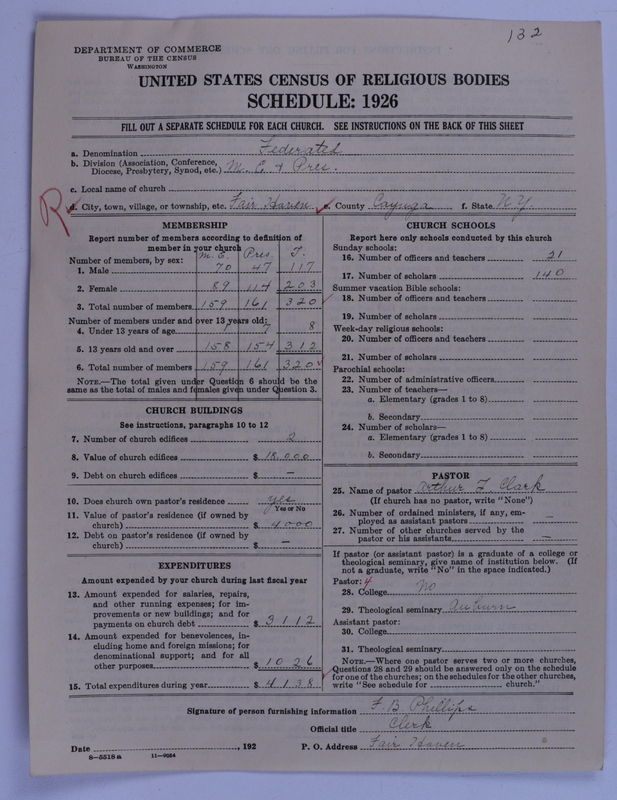 132
DEPARTMENT OF COMMERCE
BUREAU OF THE CENSUS
WASHINGTON
UNITED STATES CENSUS OF RELIGIOUS BODIES
SCHEDULE: 1926
FILL OUT A SEPARATE SCHEDULE FOR EACH CHURCH. SEE INSTRUCTIONS ON THE BACK OF THIS SHEET
a. Denomination Federated
b. Division (Association, Conference, Diocese, Presbytery, Synod, etc.) M. E. & Pres.
c. Local name of church
R
d. City, town, village, or township, etc. Fair Haven e. County Cayuga f. State N Y
MEMBERSHIP
Report number of members according to definition of member in your church
M. E. Pres. T.
Number of members, by sex:
1. Male 70 47 117
2. Female 89 114 203
3. Total number of members 159 161 320
Number of members under and over 13 years old:
4. Under 13 years of age 1 7 8
5. 13 years old and over 158 154 312
6. Total number of members 159 161 320
NOTE.—The total given under Question 6 should be the same as the total of males and females given under Question 3.
CHURCH BUILDINGS
See instructions, paragraphs 10 to 12
7. Number of church edifices 2
8. Value of church edifices $ 18,000
9. Debt on church edifices $ —
10. Does church own pastor's residence yes
Yes or No
11. Value of pastor's residence (if owned by church) $ 4000
12. Debt on pastor's residence (if owned by church) $ —
EXPENDITURES
Amount expended by your church during last fiscal year
13. Amount expended for salaries, repairs, and other running expenses; for improvements or new buildings; and for payments on church debt $ 3112
14. Amount expended for benevolences, including home and foreign missions; for denominational support; and for all other purposes $ 1026
15. Total expenditures during year $ 4138
CHURCH SCHOOLS
Report here only schools conducted by this church
Sunday schools:
16. Number of officers and teachers 21
17. Number of scholars 140
Summer vacation Bible schools:
18. Number of officers and teachers
19. Number of scholars
Week-day religious schools:
20. Number of officers and teachers
21. Number of scholars
Parochial schools:
22. Number of administrative officers
23. Number of teachers—
a. Elementary (grades 1 to 8)
b. Secondary
24. Number of scholars—
a. Elementary (grades 1 to 8)
b. Secondary
PASTOR
25. Name of pastor Arthur T. Clark
(If church has no pastor, write "None")
26. Number of ordained ministers, if any, employed as assistant pastors —
27. Number of other churches served by the pastor or his assistants —
If pastor (or assistant pastor) is a graduate of a college or theological seminary, give name of institution below. (If not a graduate, write "No" in the space indicated.)
Pastor: 4
28. College No
29. Theological seminary Auburn
Assistant pastor:
30. College
31. Theological seminary
NOTE.—Where one pastor serves two or more churches, Questions 28 and 29 should be answered only on the schedule for one of the churches; on the schedules for the other churches, write "See schedule for church."
Signature of person furnishing information F. B. Phillips
Official title Clerk
Date , 192 P. O. Address Fair Haven
8—5518 a 11—9024